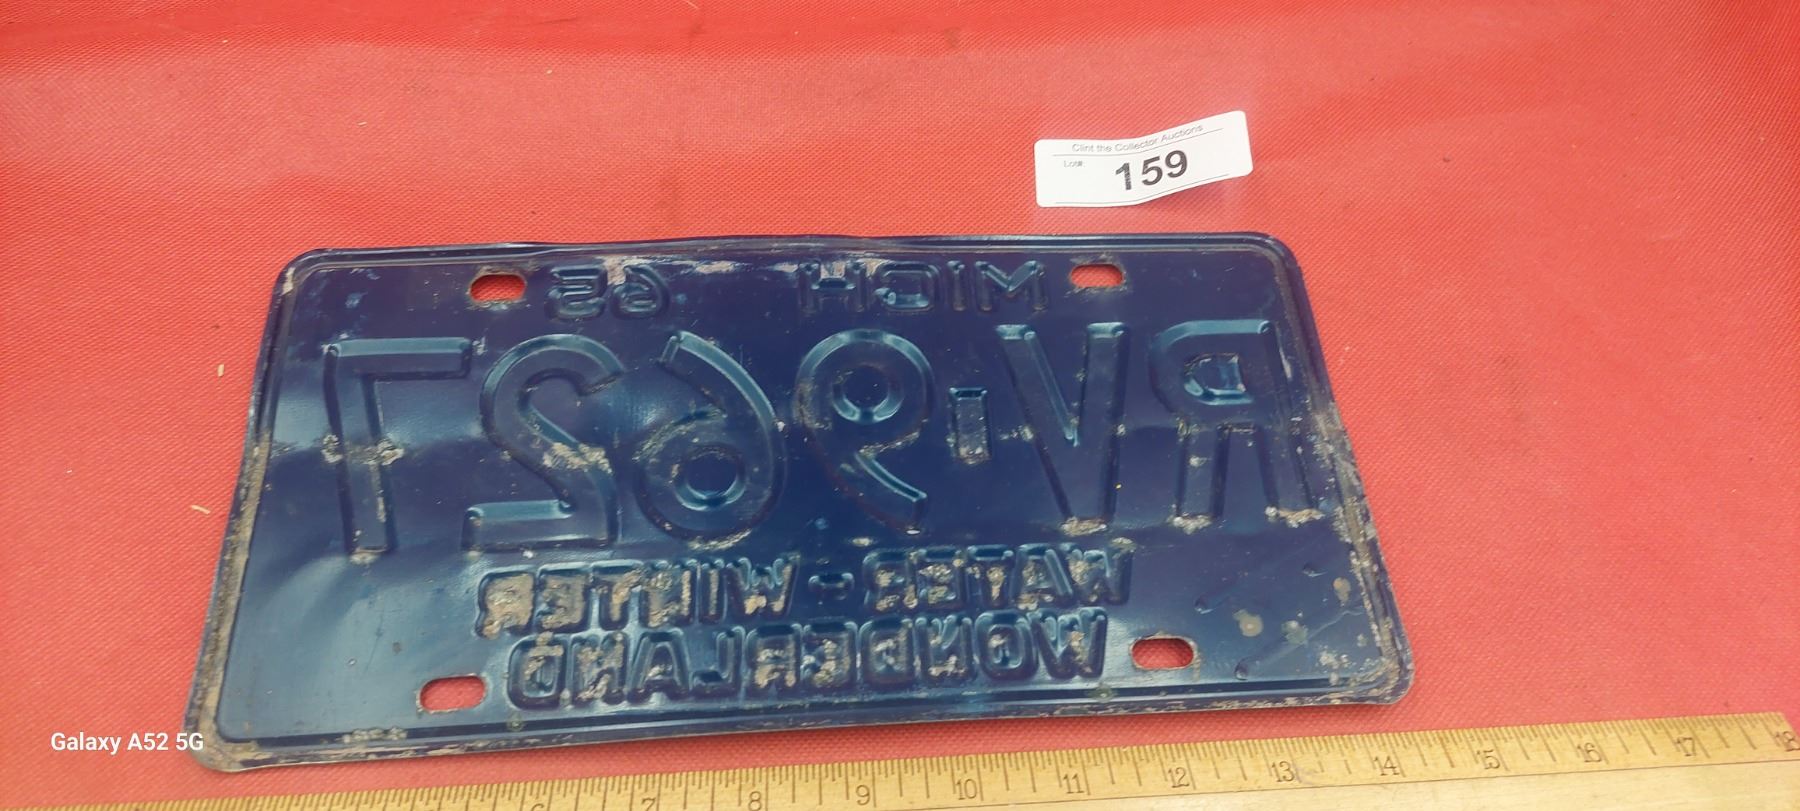 Clint the Collector Auctions
Lot#:
159
MICH 65
RV-9627
WATER - WINTER
WONDERLAND
6 7 8 9 10 11 12 13 14 15 16 17 18
Galaxy A52 5G